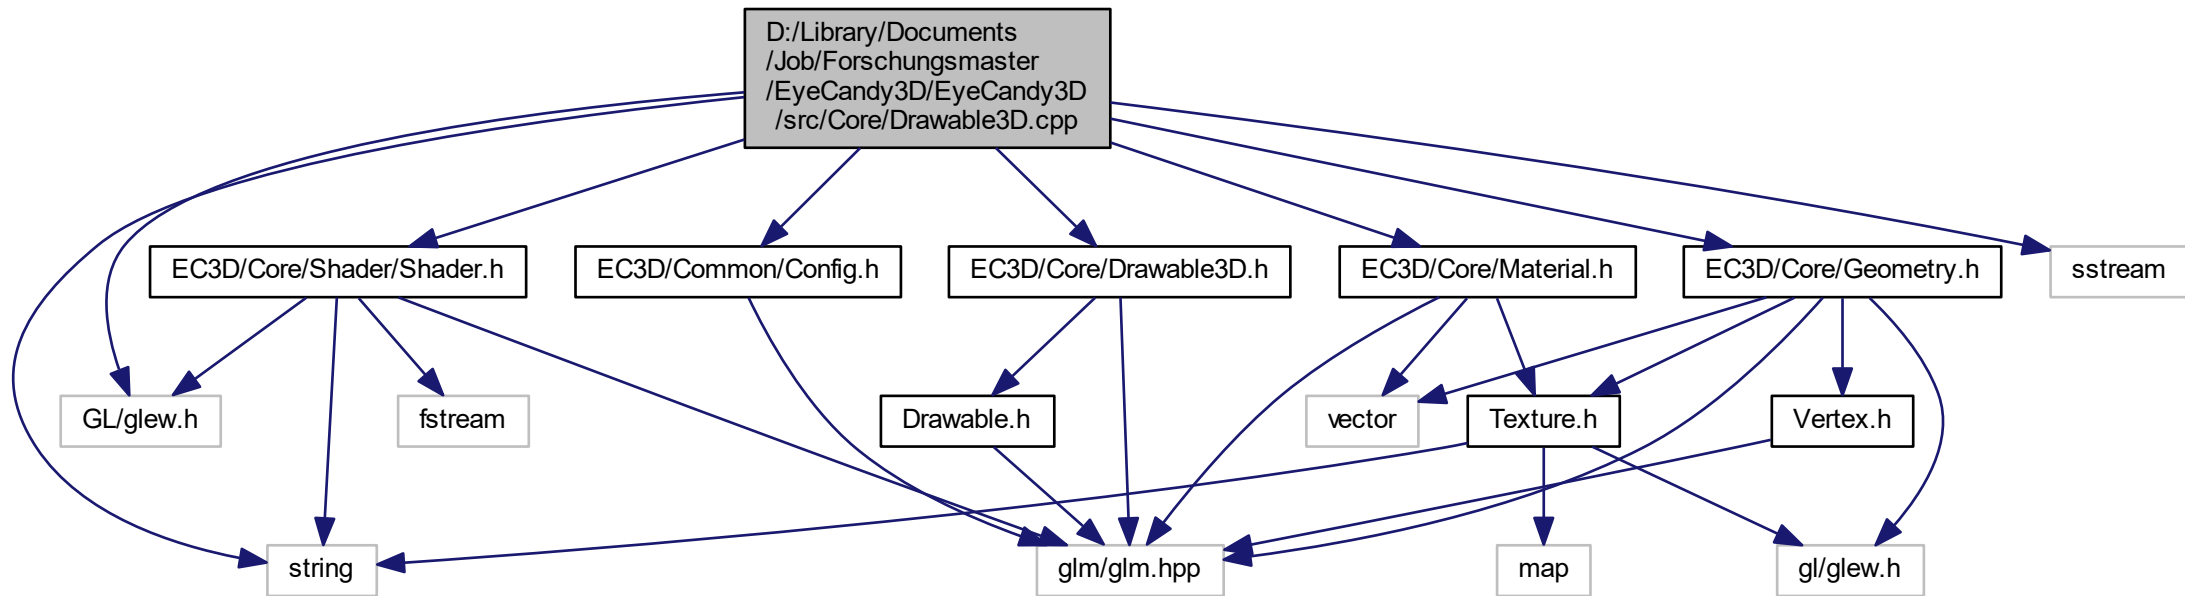 D:/Library/Documents
/Job/Forschungsmaster
/EyeCandy3D/EyeCandy3D
/src/Core/Drawable3D.cpp
EC3D/Core/Shader/Shader.h
EC3D/Common/Config.h
EC3D/Core/Drawable3D.h
EC3D/Core/Material.h
EC3D/Core/Geometry.h
sstream
GL/glew.h
fstream
Drawable.h
vector
Texture.h
Vertex.h
string
glm/glm.hpp
map
gl/glew.h